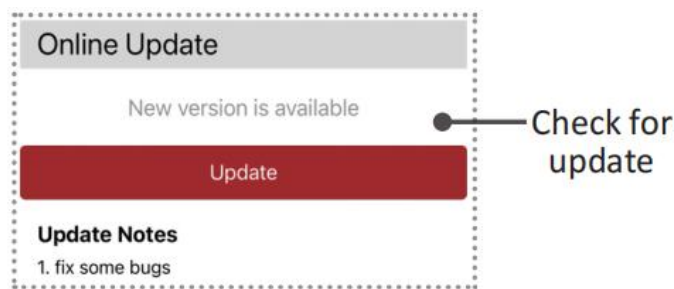 Online Update
New version is available
Update
Update Notes
1. fix some bugs
Check for
update